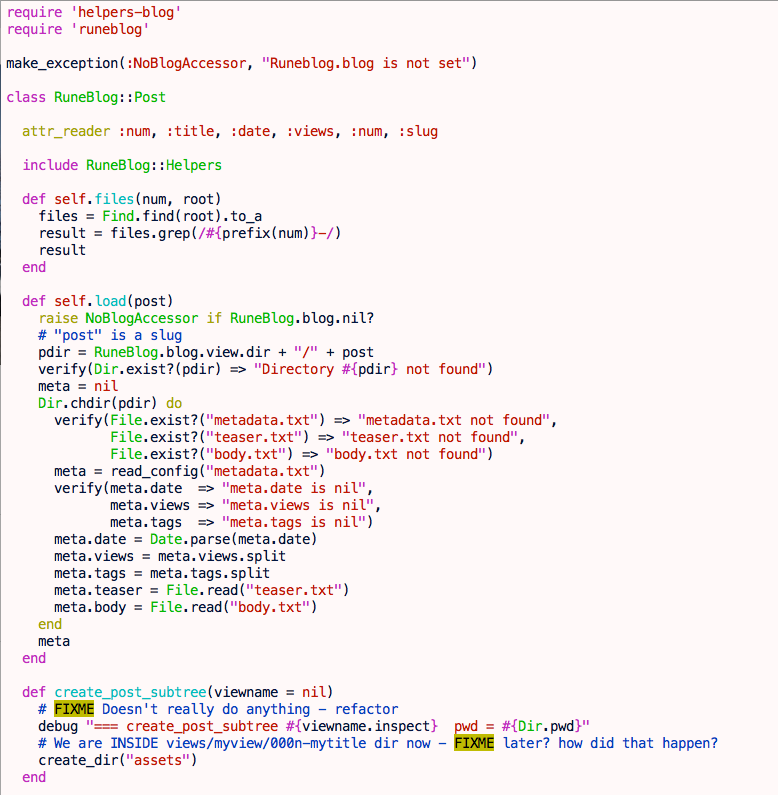 require 'helpers-blog'
require 'runeblog'

make_exception(:NoBlogAccessor, "Runeblog.blog is not set")

class RuneBlog::Post

  attr_reader :num, :title, :date, :views, :num, :slug

  include RuneBlog::Helpers

  def self.files(num, root)
    files = Find.find(root).to_a
    result = files.grep(/#{prefix(num)}-/)
    result
  end

  def self.load(post)
    raise NoBlogAccessor if RuneBlog.blog.nil?
    # "post" is a slug
    pdir = RuneBlog.blog.view.dir + "/" + post
    verify(Dir.exist?(pdir) => "Directory #{pdir} not found")
    meta = nil
    Dir.chdir(pdir) do
      verify(File.exist?("metadata.txt") => "metadata.txt not found",
             File.exist?("teaser.txt") => "teaser.txt not found",
             File.exist?("body.txt") => "body.txt not found")
      meta = read_config("metadata.txt")
      verify(meta.date  => "meta.date is nil",
             meta.views => "meta.views is nil",
             meta.tags  => "meta.tags is nil")
      meta.date = Date.parse(meta.date)
      meta.views = meta.views.split
      meta.tags = meta.tags.split
      meta.teaser = File.read("teaser.txt")
      meta.body = File.read("body.txt")
    end
    meta
  end

  def create_post_subtree(viewname = nil)
    # FIXME Doesn't really do anything - refactor
    debug "=== create_post_subtree #{viewname.inspect}  pwd = #{Dir.pwd}"
    # We are INSIDE views/myview/000n-mytitle dir now - FIXME later? how did that happen?
    create_dir("assets")
  end